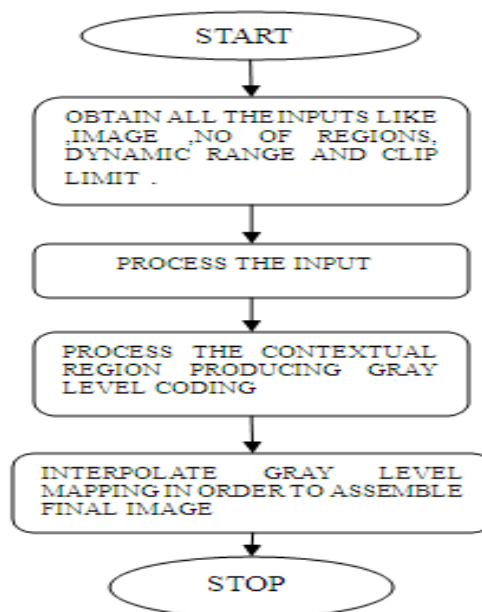 START
OBTAIN ALL THE INPUTS LIKE
,IMAGE ,NO OF REGIONS,
DYNAMIC RANGE AND CLIP
LIMIT .
PROCESS THE INPUT
PROCESS THE CONTEXTUAL
REGION PRODUCING GRAY
LEVEL CODING
INTERPOLATE GRAY LEVEL
MAPPING IN ORDER TO ASSEMBLE
FINAL IMAGE
STOP